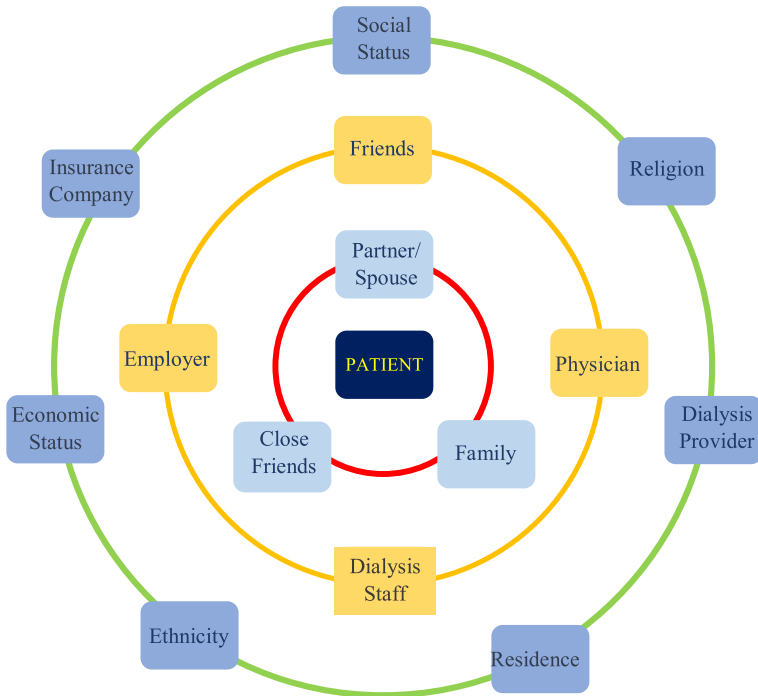 Social
Status
Friends
Insurance
Company
Religion
Partner/
Spouse
Employer
PATIENT
Physician
Economic
Status
Dialysis
Provider
Close
Friends
Family
Dialysis
Staff
Ethnicity
Residence